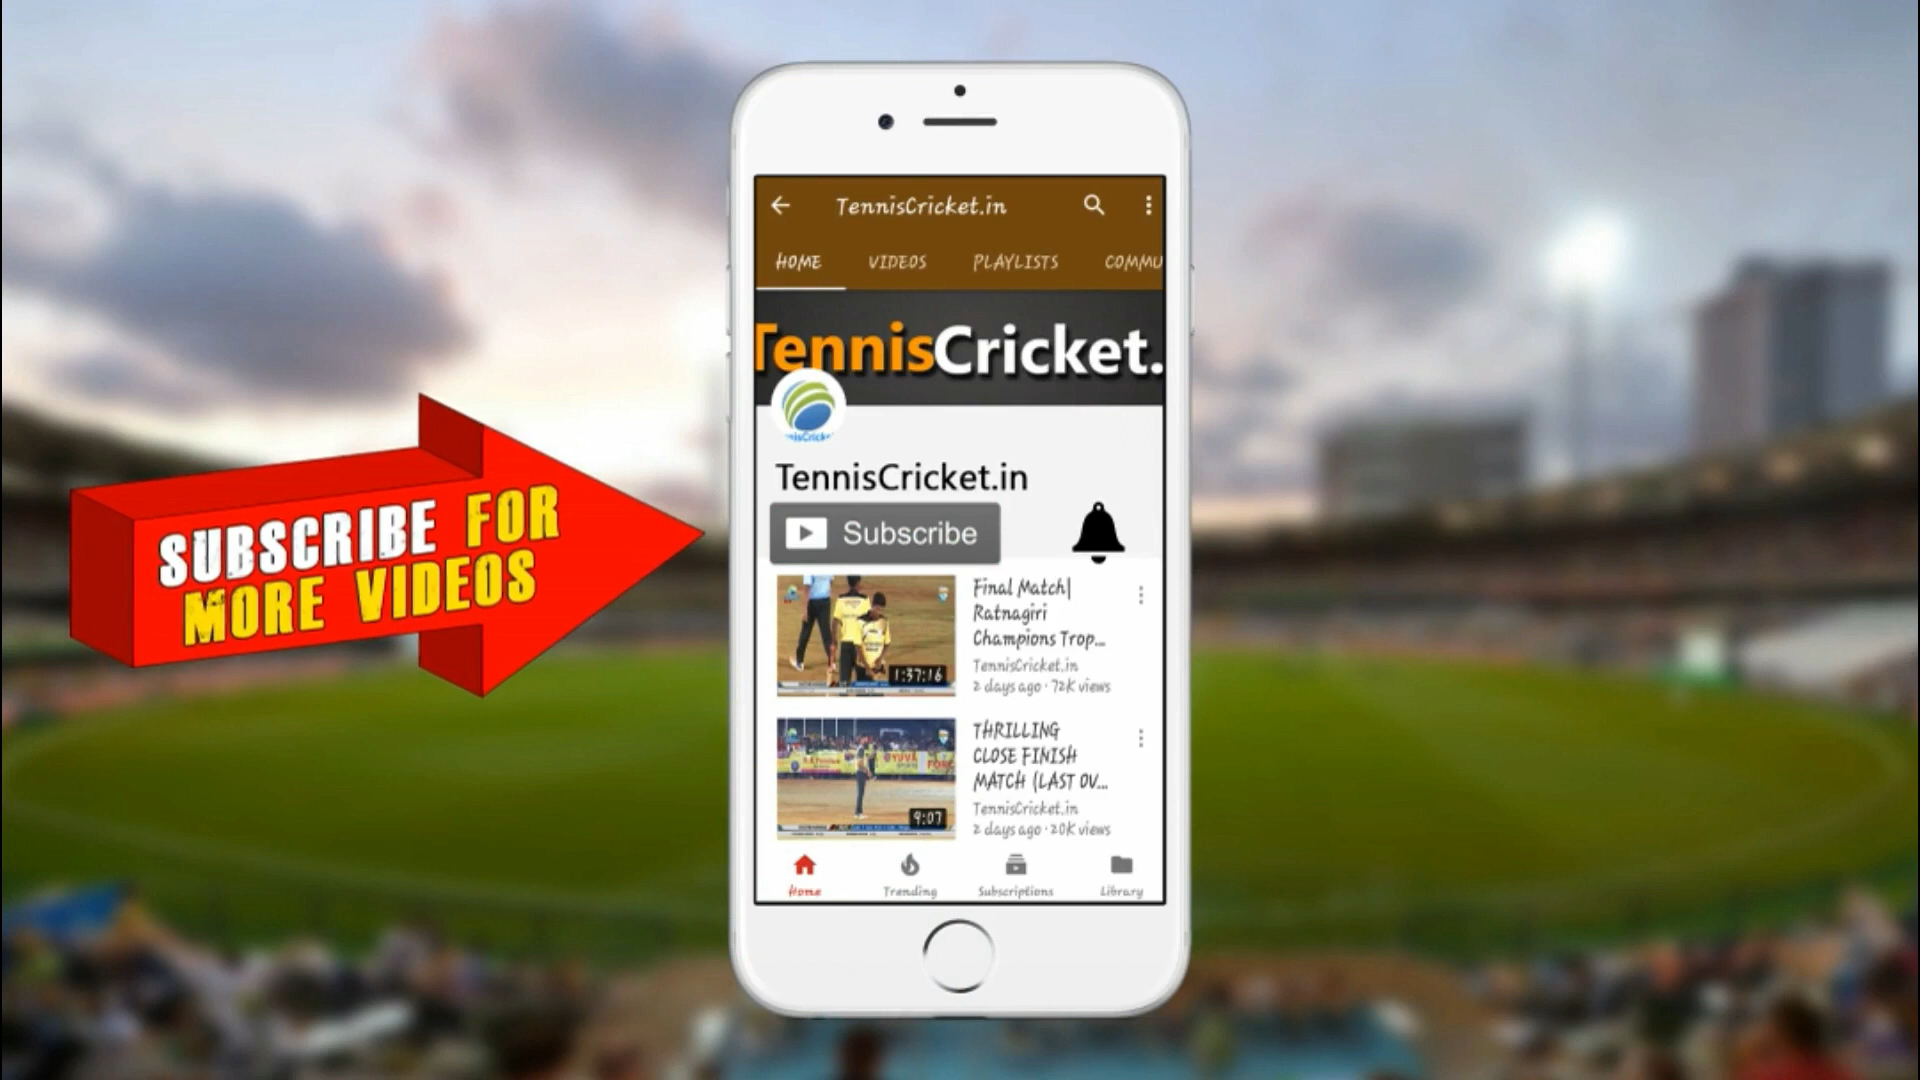 TennisCricket.in
HOME VIDEOS PLAYLISTS COMMU
TennisCricket.
TennisCricket.in
Subscribe
SUBSCRIBE FOR
MORE VIDEOS
Final Match|
Ratnagiri
Champions Trop...
TennisCricket.in
2 days ago · 72K views
1:37:16
THRILLING
CLOSE FINISH
MATCH (LAST OV...
TennisCricket.in
2 days ago · 20K views
9:07
Home Trending Subscriptions Library